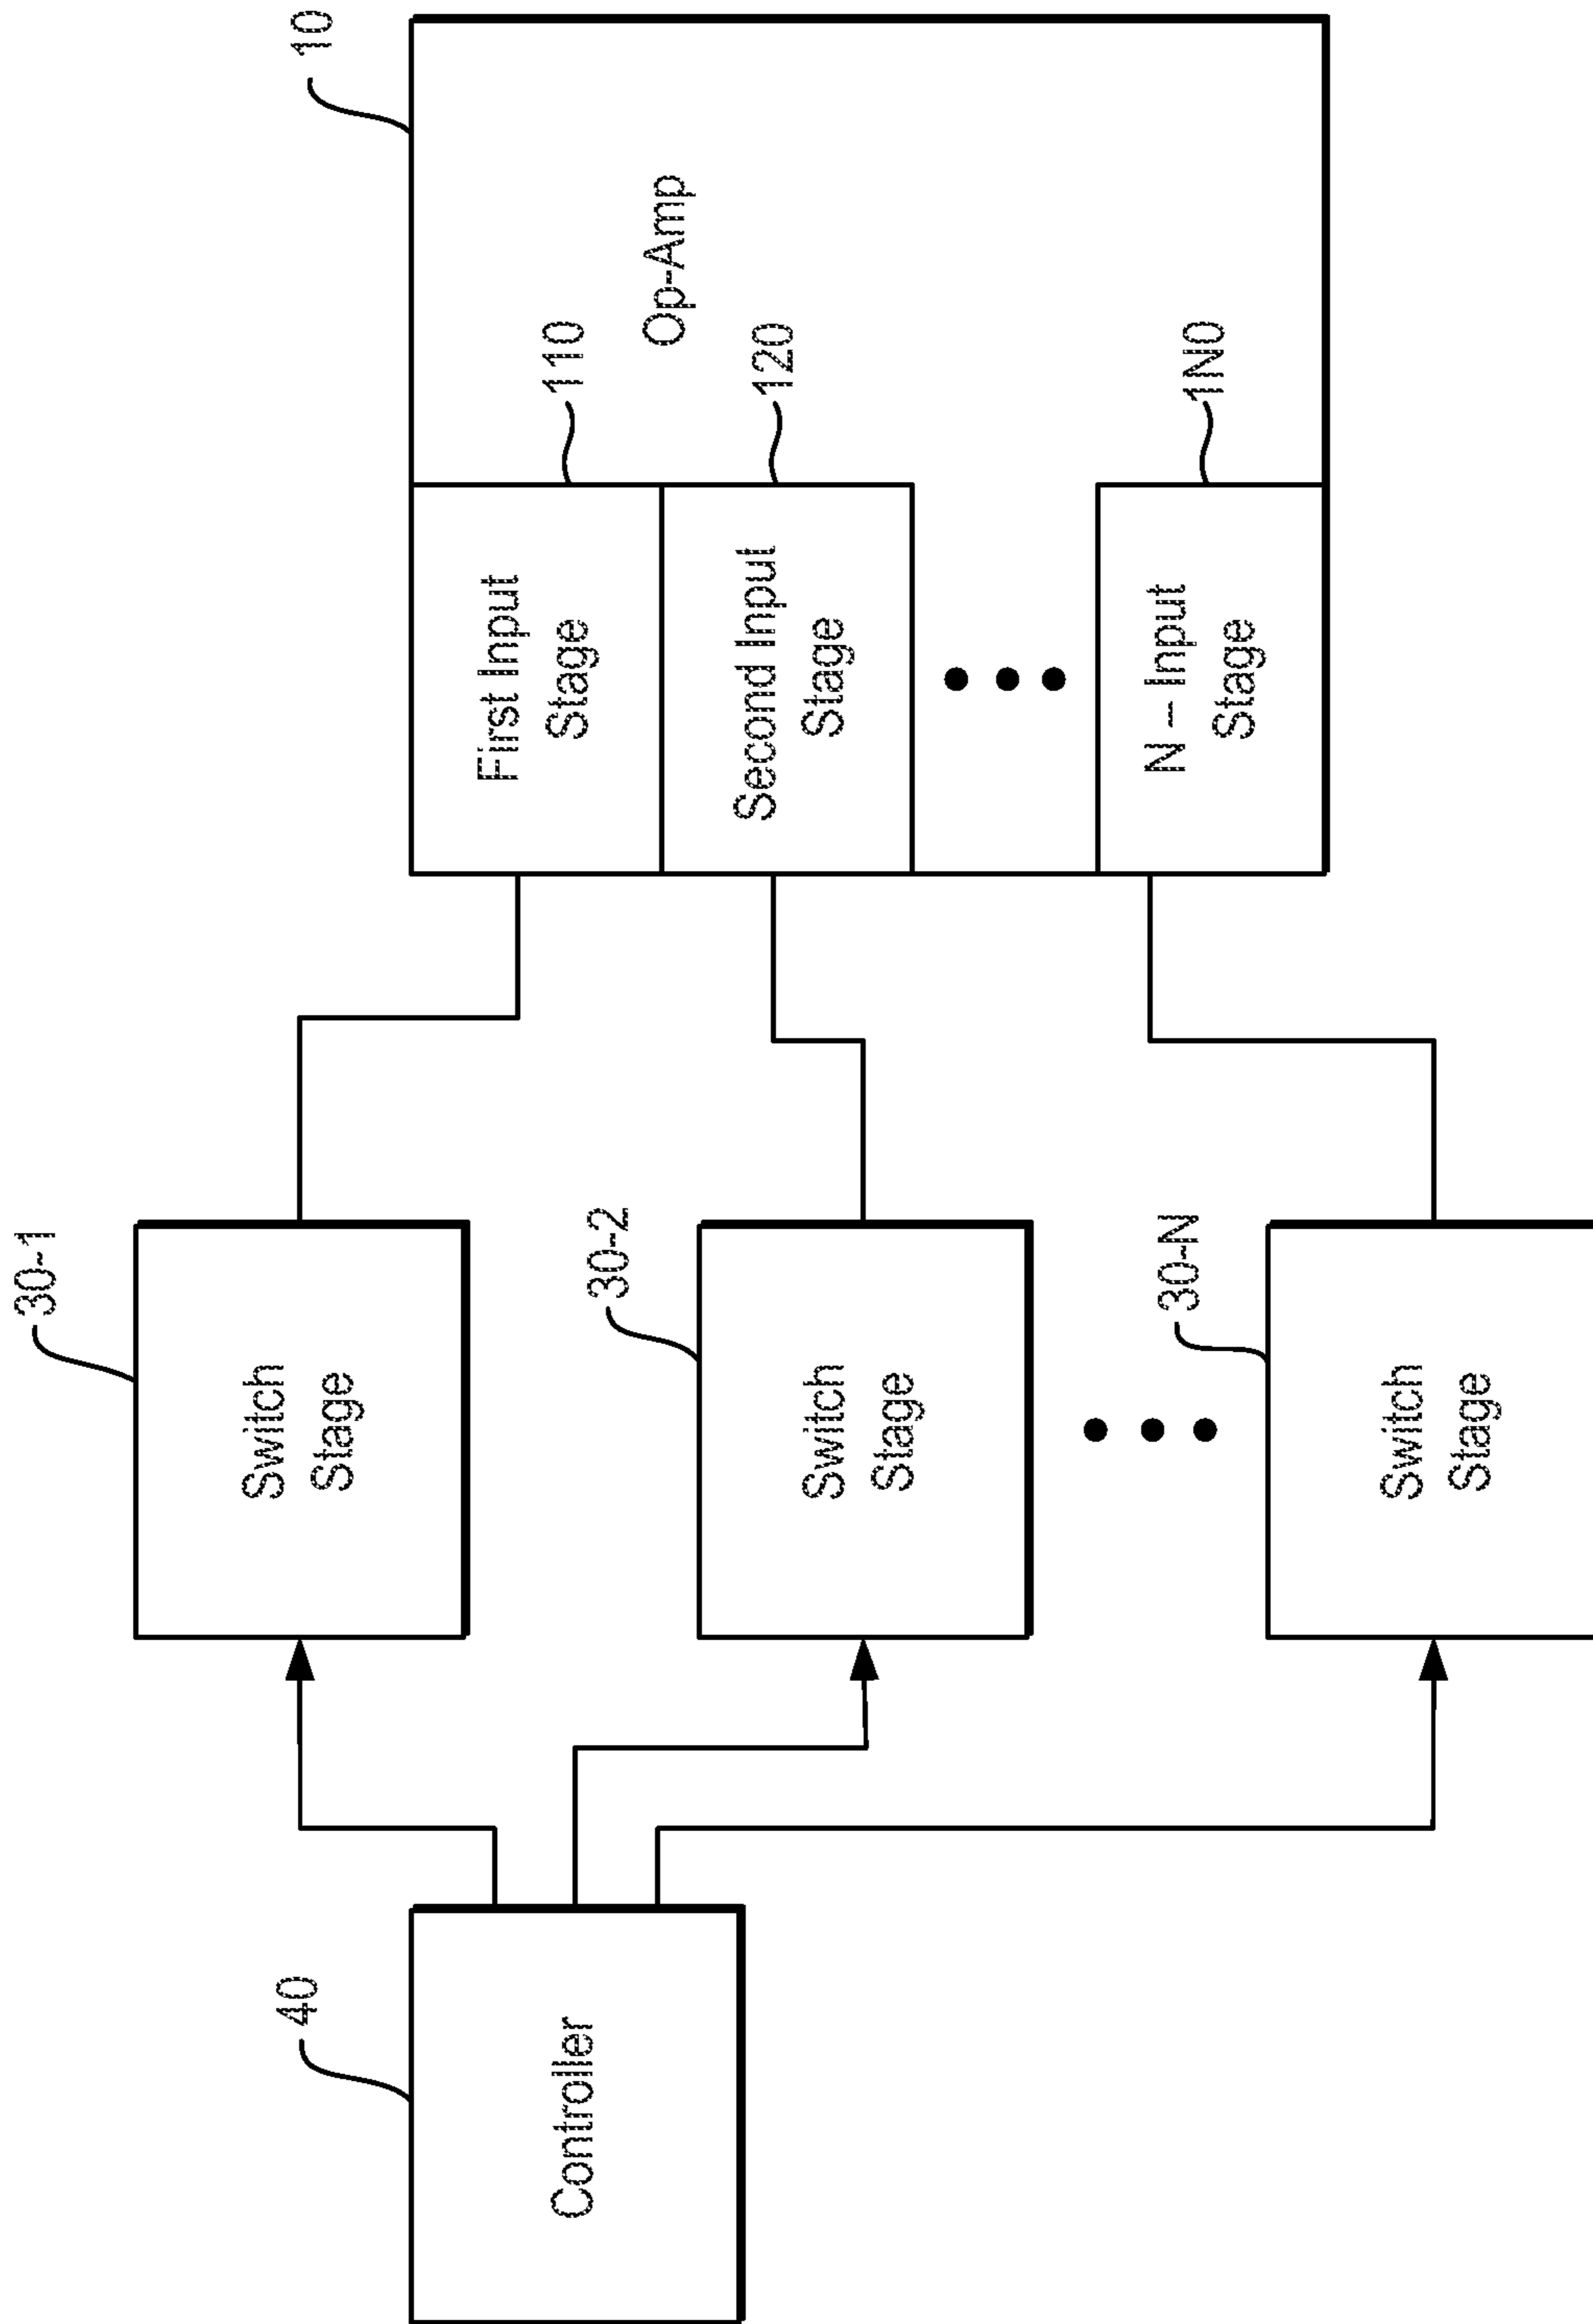 40
Controller
30-1
Switch
Stage
30-2
Switch
Stage
30-N
Switch
Stage
10
Op-Amp
First Input
Stage
110
Second Input
Stage
120
N – Input
Stage
1N0